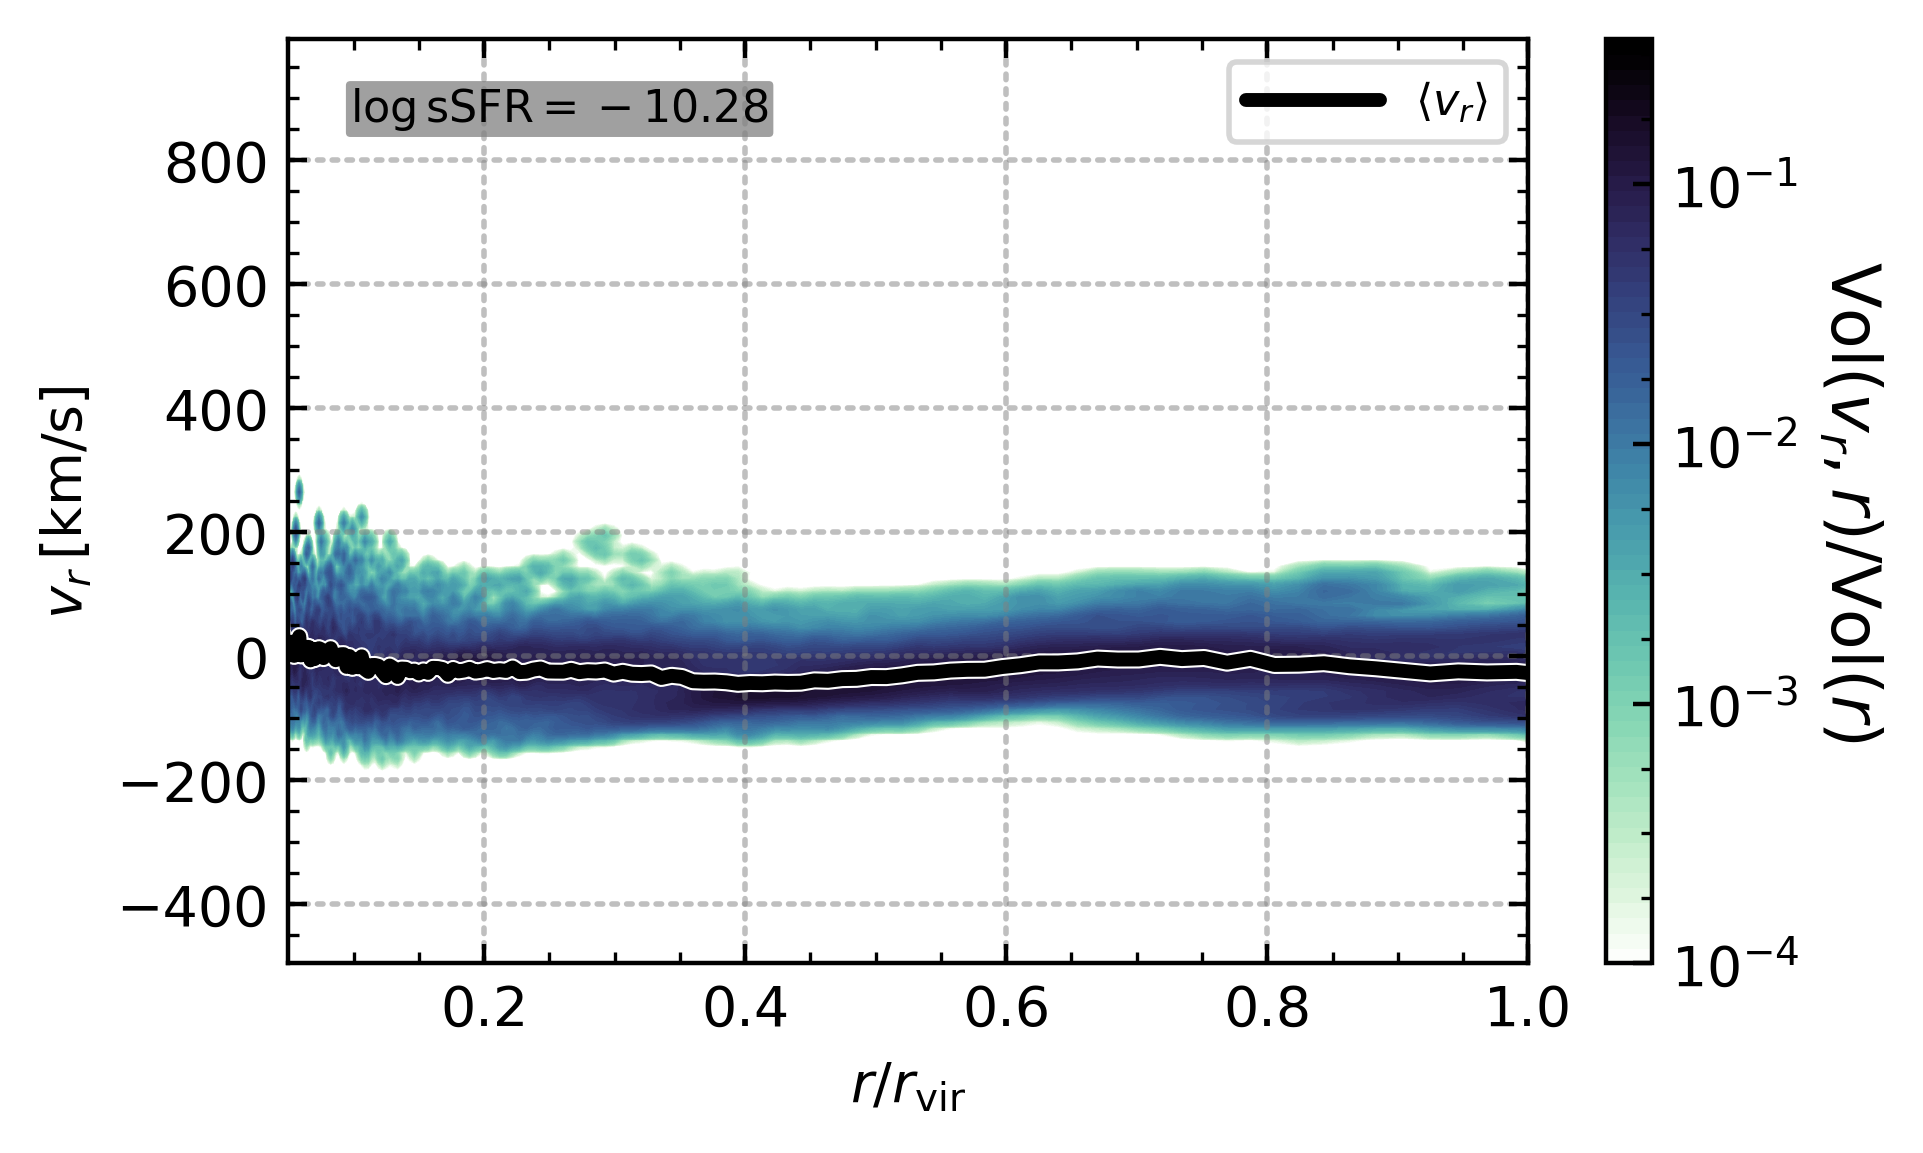 log sSFR = −10.28
⟨v_r⟩
800
600
400
200
0
−200
−400
v_r [km/s]
0.2 0.4 0.6 0.8 1.0
r/r_vir
10^−1
10^−2
10^−3
10^−4
Vol(v_r, r)/Vol(r)